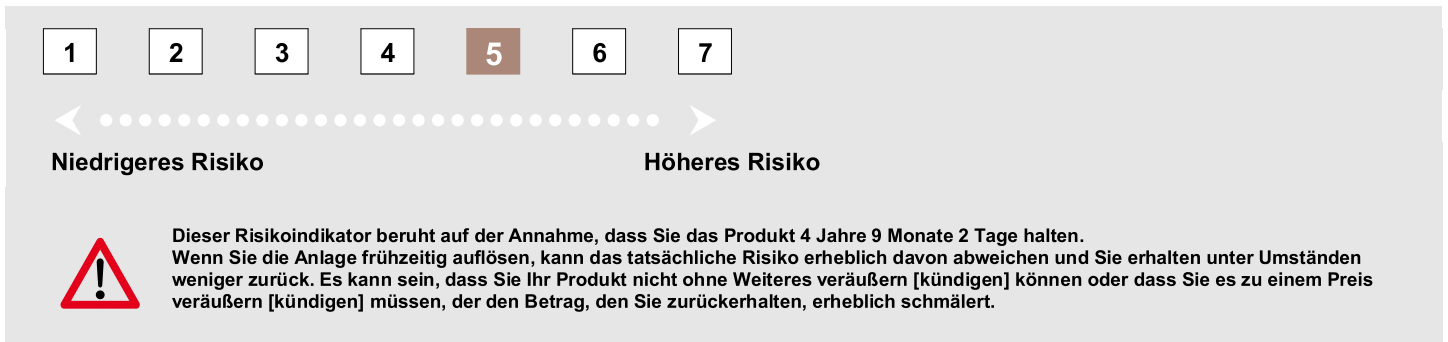 1 2 3 4 5 6 7
Niedrigeres Risiko Höheres Risiko
Dieser Risikoindikator beruht auf der Annahme, dass Sie das Produkt 4 Jahre 9 Monate 2 Tage halten.
Wenn Sie die Anlage frühzeitig auflösen, kann das tatsächliche Risiko erheblich davon abweichen und Sie erhalten unter Umständen
weniger zurück. Es kann sein, dass Sie Ihr Produkt nicht ohne Weiteres veräußern [kündigen] können oder dass Sie es zu einem Preis
veräußern [kündigen] müssen, der den Betrag, den Sie zurückerhalten, erheblich schmälert.